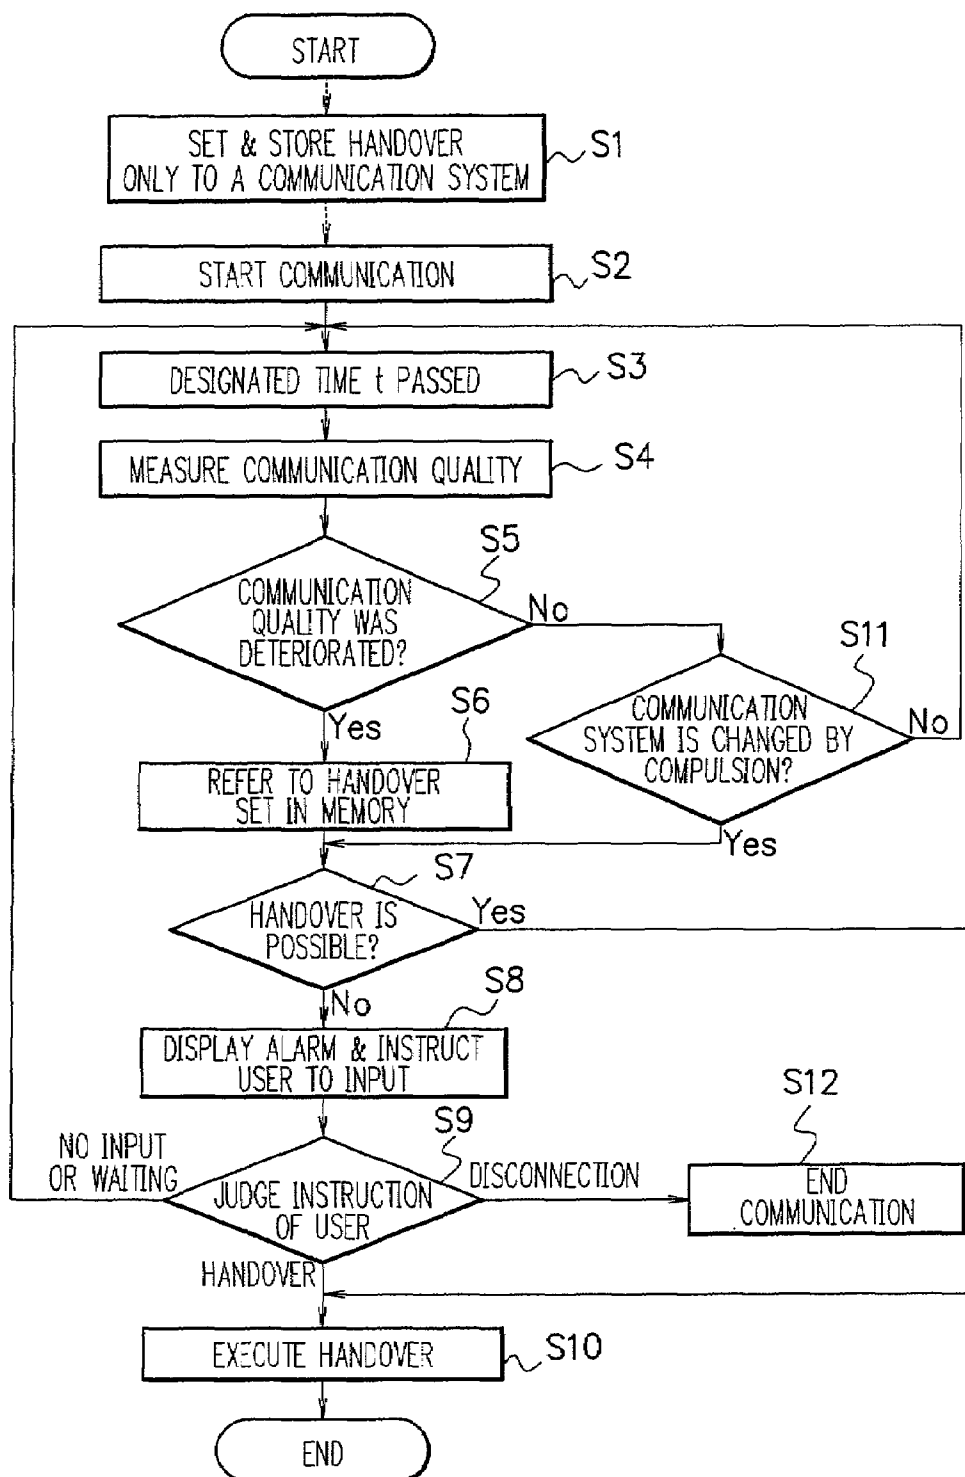 START
SET & STORE HANDOVER
ONLY TO A COMMUNICATION SYSTEM
S1
START COMMUNICATION
S2
DESIGNATED TIME t PASSED
S3
MEASURE COMMUNICATION QUALITY
S4
S5
COMMUNICATION
QUALITY WAS
DETERIORATED?
No
Yes
S11
COMMUNICATION
SYSTEM IS CHANGED BY
COMPULSION?
No
Yes
S6
REFER TO HANDOVER
SET IN MEMORY
S7
HANDOVER IS
POSSIBLE?
Yes
No
S8
DISPLAY ALARM & INSTRUCT
USER TO INPUT
S9
NO INPUT
OR WAITING
JUDGE INSTRUCTION
OF USER
DISCONNECTION
S12
END
COMMUNICATION
HANDOVER
EXECUTE HANDOVER
S10
END